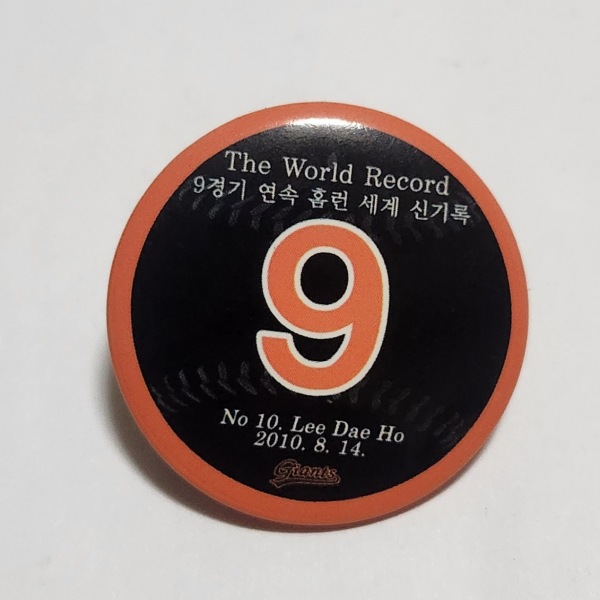 The World Record
9경기 연속 홈런 세계 신기록
9
No 10. Lee Dae Ho
2010. 8. 14.
Giants